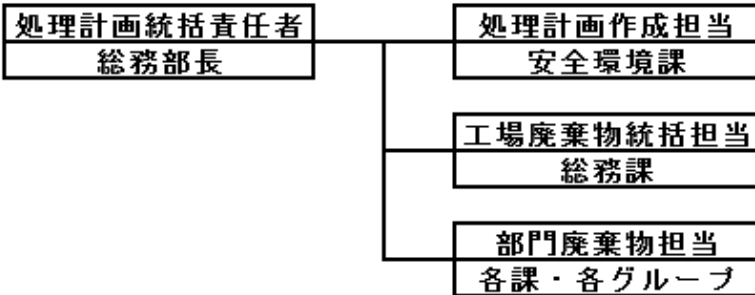 処理計画統括責任者
総務部長
処理計画作成担当
安全環境課
工場廃棄物統括担当
総務課
部門廃棄物担当
各課・各グループ